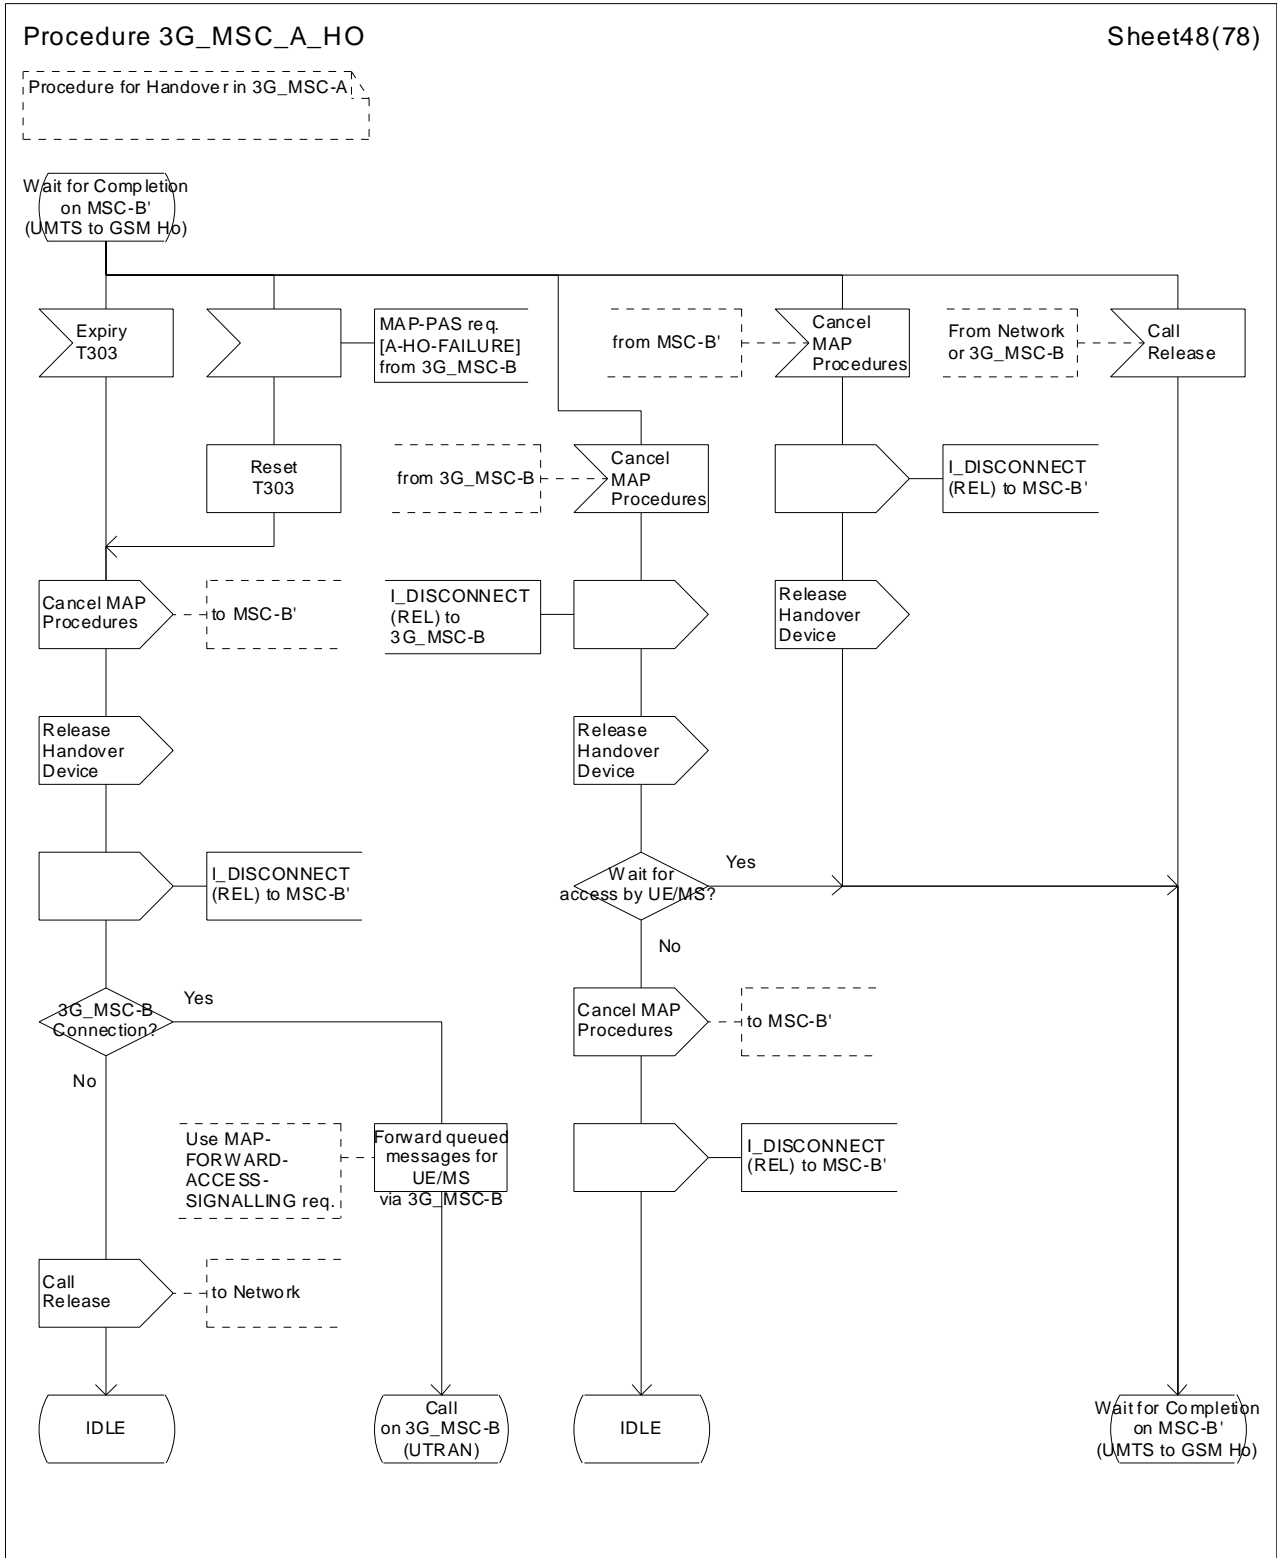 Procedure 3G_MSC_A_HO
Sheet48(78)
Procedure for Handover in 3G_MSC-A
Wait for Completion
on MSC-B'
(UMTS to GSM Ho)
Expiry
T303
MAP-PAS req.
[A-HO-FAILURE]
from 3G_MSC-B
from MSC-B'
Cancel
MAP
Procedures
From Network
or 3G_MSC-B
Call
Release
Reset
T303
from 3G_MSC-B
Cancel
MAP
Procedures
I_DISCONNECT
(REL) to MSC-B'
Cancel MAP
Procedures
to MSC-B'
I_DISCONNECT
(REL) to
3G_MSC-B
Release
Handover
Device
Release
Handover
Device
Release
Handover
Device
I_DISCONNECT
(REL) to MSC-B'
Wait for
access by UE/MS?
Yes
No
3G_MSC-B
Connection?
Yes
No
Cancel MAP
Procedures
to MSC-B'
Use MAP-
FORWARD-
ACCESS-
SIGNALLING req.
Forward queued
messages for
UE/MS
via 3G_MSC-B
I_DISCONNECT
(REL) to MSC-B'
Call
Release
to Network
IDLE
Call
on 3G_MSC-B
(UTRAN)
IDLE
Wait for Completion
on MSC-B'
(UMTS to GSM Ho)